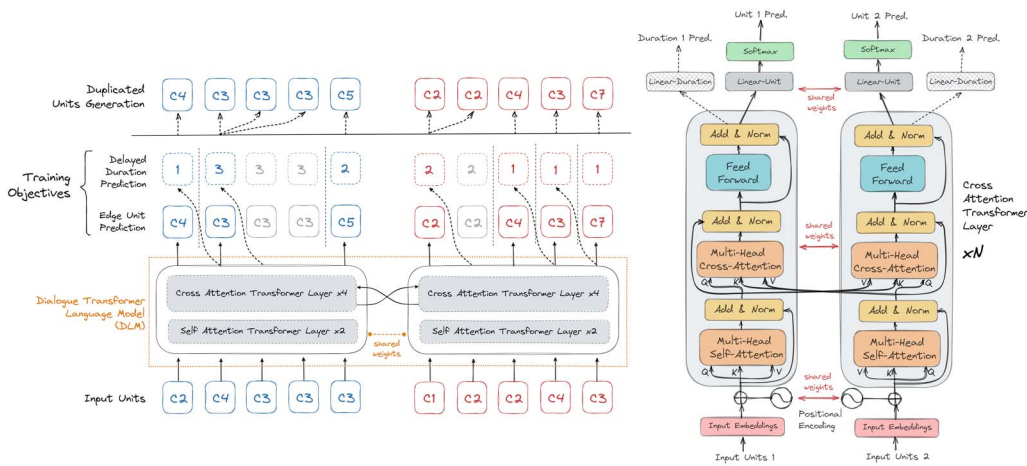 Duplicated
Units Generation
C4 C3 C3 C3 C5
C2 C2 C4 C3 C7
Training
Objectives
Delayed
Duration
Prediction
1 3 3 3 2
2 2 1 1 1
Edge Unit
Prediction
C4 C3 C3 C3 C5
C2 C2 C4 C3 C7
Dialogue Transformer
Language Model
(DLM)
Cross Attention Transformer Layer x4
Self Attention Transformer Layer x2
Cross Attention Transformer Layer x4
Self Attention Transformer Layer x2
shared
weights
Input Units
C2 C4 C3 C3 C3
C1 C2 C2 C4 C3
Unit 1 Pred.
Unit 2 Pred.
Duration 1 Pred.
Duration 2 Pred.
Softmax
Softmax
Linear-Duration
Linear-Unit
Linear-Unit
Linear-Duration
shared
weights
Add & Norm
Add & Norm
Feed
Forward
Feed
Forward
Add & Norm
Add & Norm
shared
weights
Multi-Head
Cross-Attention
Multi-Head
Cross-Attention
Q K V
V K Q
Add & Norm
Add & Norm
Multi-Head
Self-Attention
Multi-Head
Self-Attention
Q K V
V K Q
Cross
Attention
Transformer
Layer
xN
shared
weights
Positional
Encoding
Input Embeddings
Input Embeddings
Input Units 1
Input Units 2